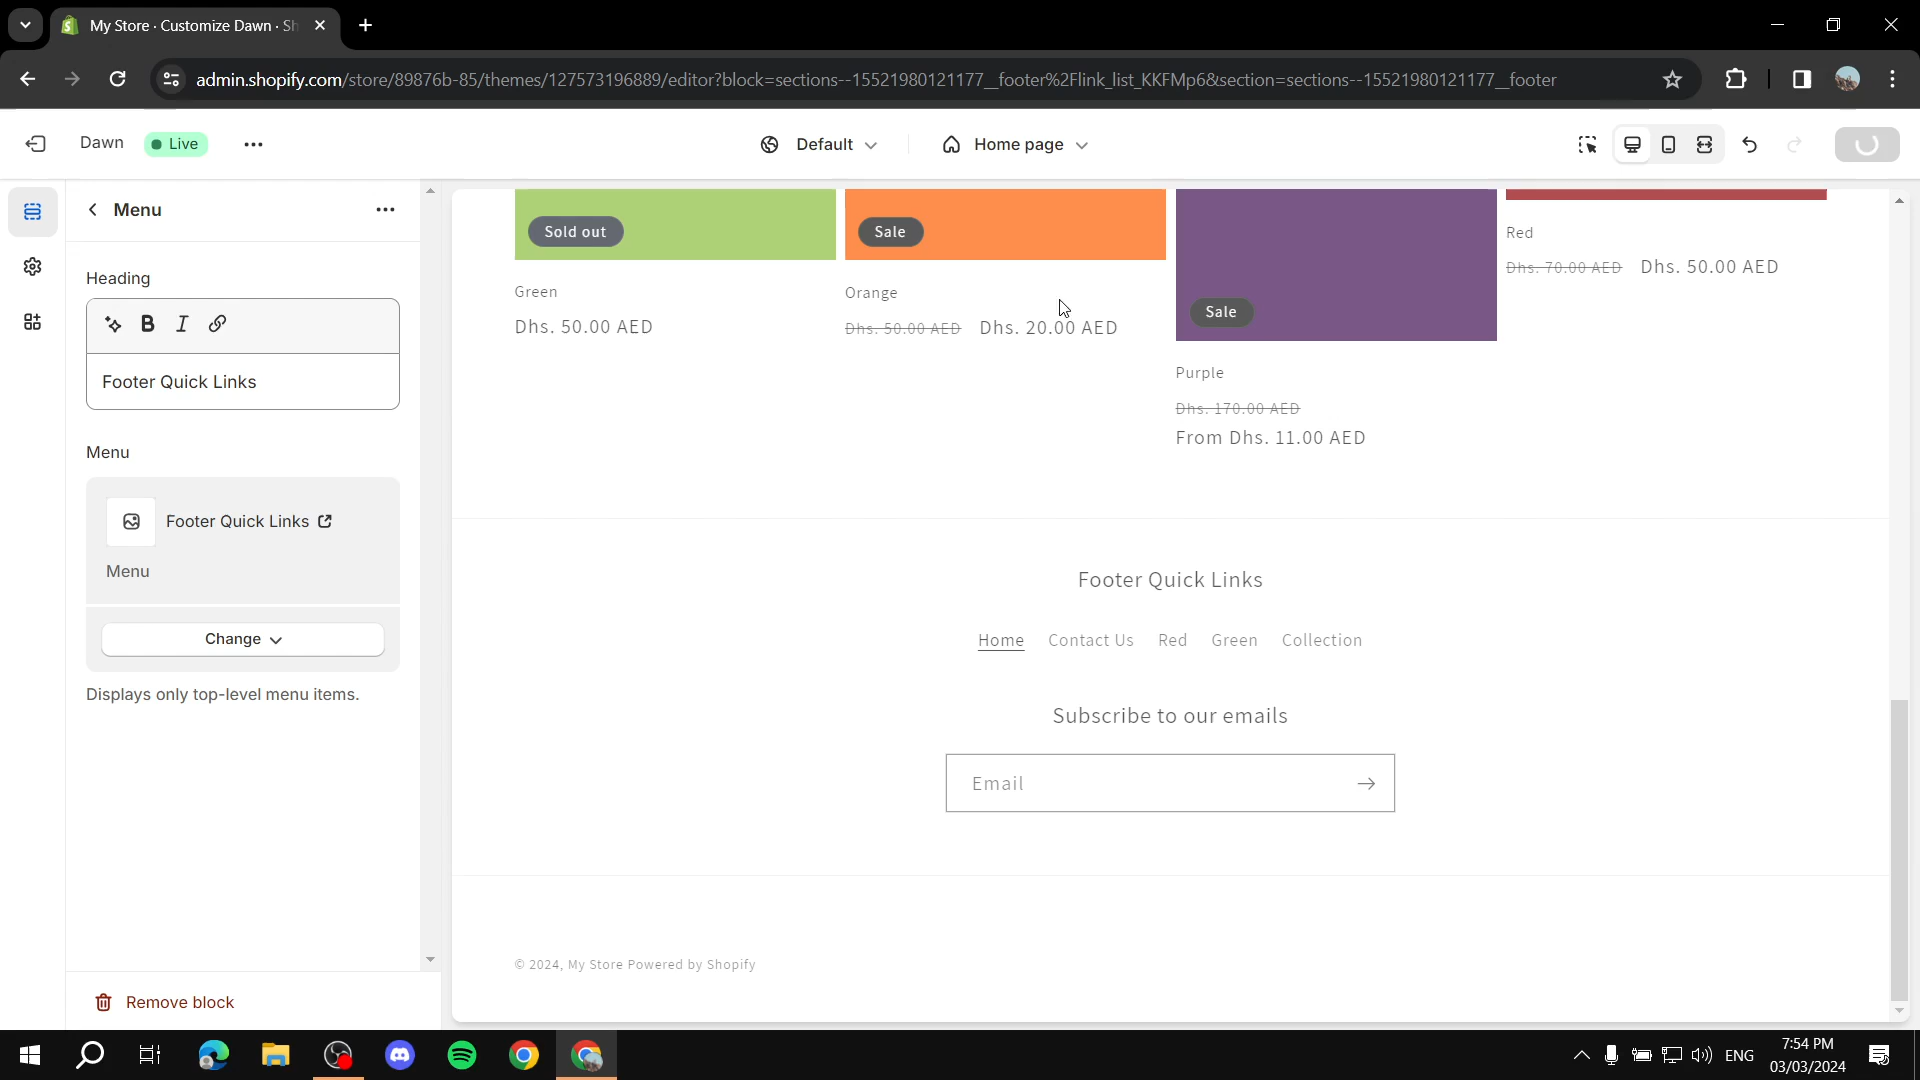 My Store · Customize Dawn · Sh
admin.shopify.com/store/89876b-85/themes/127573196889/editor?block=sections--15521980121177__footer%2Flink_list_KKFMp6&section=sections--15521980121177__footer
Dawn
Live
Default
Home page
Menu
Heading
Footer Quick Links
Menu
Footer Quick Links
Menu
Change
Displays only top-level menu items.
Remove block
Sold out
Green
Dhs. 50.00 AED
Sale
Orange
Dhs. 50.00 AED Dhs. 20.00 AED
Sale
Purple
Dhs. 170.00 AED
From Dhs. 11.00 AED
Red
Dhs. 70.00 AED Dhs. 50.00 AED
Footer Quick Links
Home Contact Us Red Green Collection
Subscribe to our emails
Email
© 2024, My Store Powered by Shopify
ENG
7:54 PM
03/03/2024